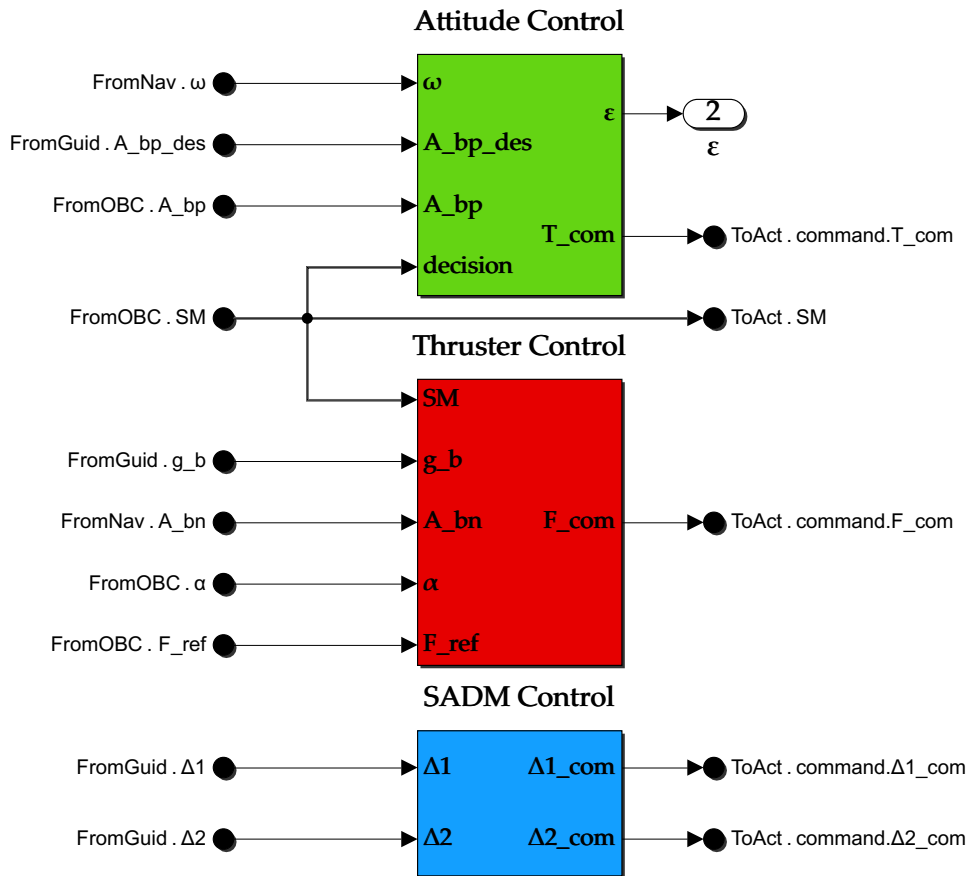 Attitude Control
FromNav . ω
ω
FromGuid . A_bp_des
A_bp_des
FromOBC . A_bp
A_bp
decision
ε
2
ε
T_com
ToAct . command.T_com
FromOBC . SM
ToAct . SM
Thruster Control
SM
FromGuid . g_b
g_b
FromNav . A_bn
A_bn
F_com
ToAct . command.F_com
FromOBC . α
α
FromOBC . F_ref
F_ref
SADM Control
FromGuid . Δ1
Δ1
Δ1_com
ToAct . command.Δ1_com
FromGuid . Δ2
Δ2
Δ2_com
ToAct . command.Δ2_com